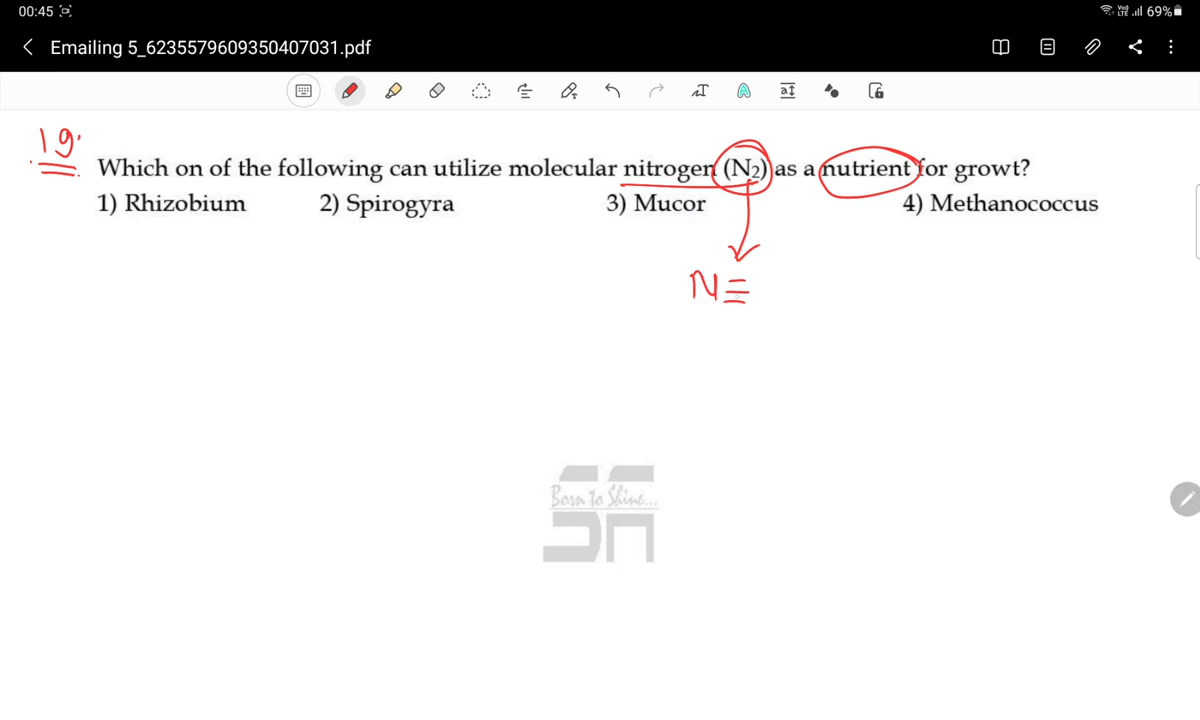 00:45 69%
Emailing 5_6235579609350407031.pdf
19.
Which on of the following can utilize molecular nitrogen (N2) as a nutrient for growt?
1) Rhizobium 2) Spirogyra 3) Mucor 4) Methanococcus
N≡
Born to Shine...